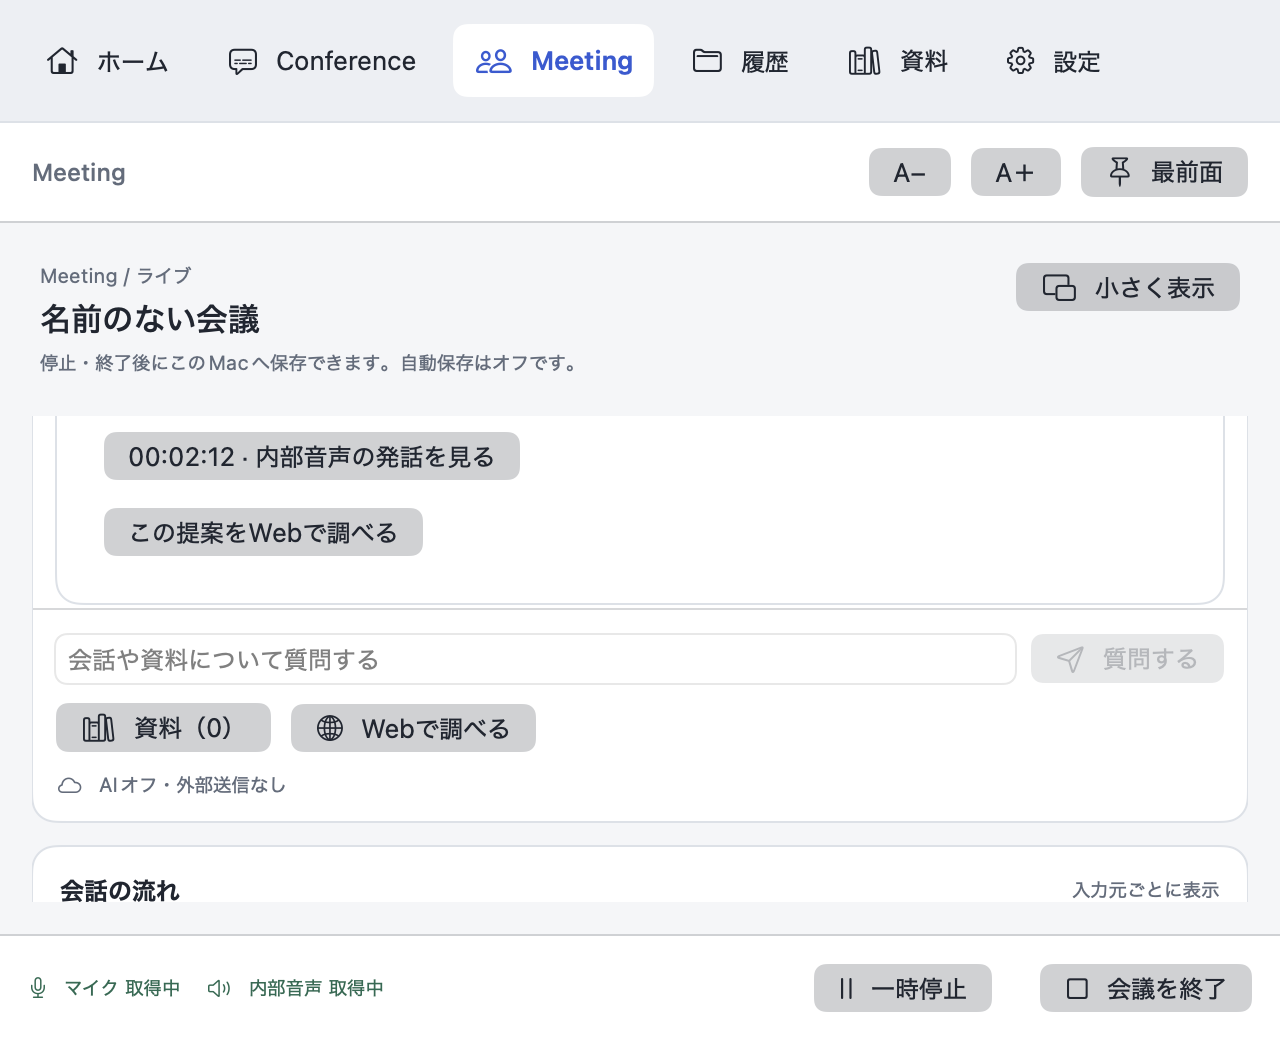 ホーム Conference Meeting 履歴 資料 設定
Meeting A− A+ 最前面
Meeting / ライブ
小さく表示
名前のない会議
停止・終了後にこのMacへ保存できます。自動保存はオフです。
00:02:12 · 内部音声の発話を見る
この提案をWebで調べる
会話や資料について質問する 質問する
資料（0） Webで調べる
AIオフ・外部送信なし
会話の流れ 入力元ごとに表示
マイク 取得中 内部音声 取得中 一時停止 会議を終了